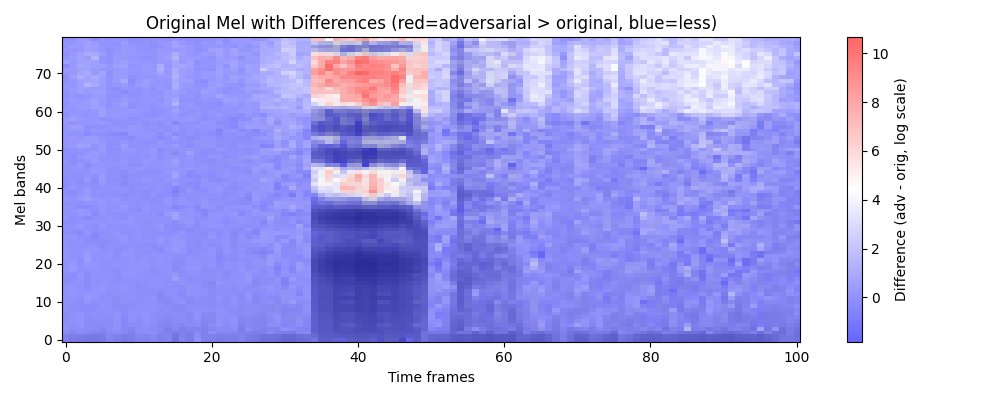 Original Mel with Differences (red=adversarial > original, blue=less)
Mel bands
70
60
50
40
30
20
10
0
0 20 40 60 80 100
Time frames
10
8
6
4
2
0
Difference (adv - orig, log scale)